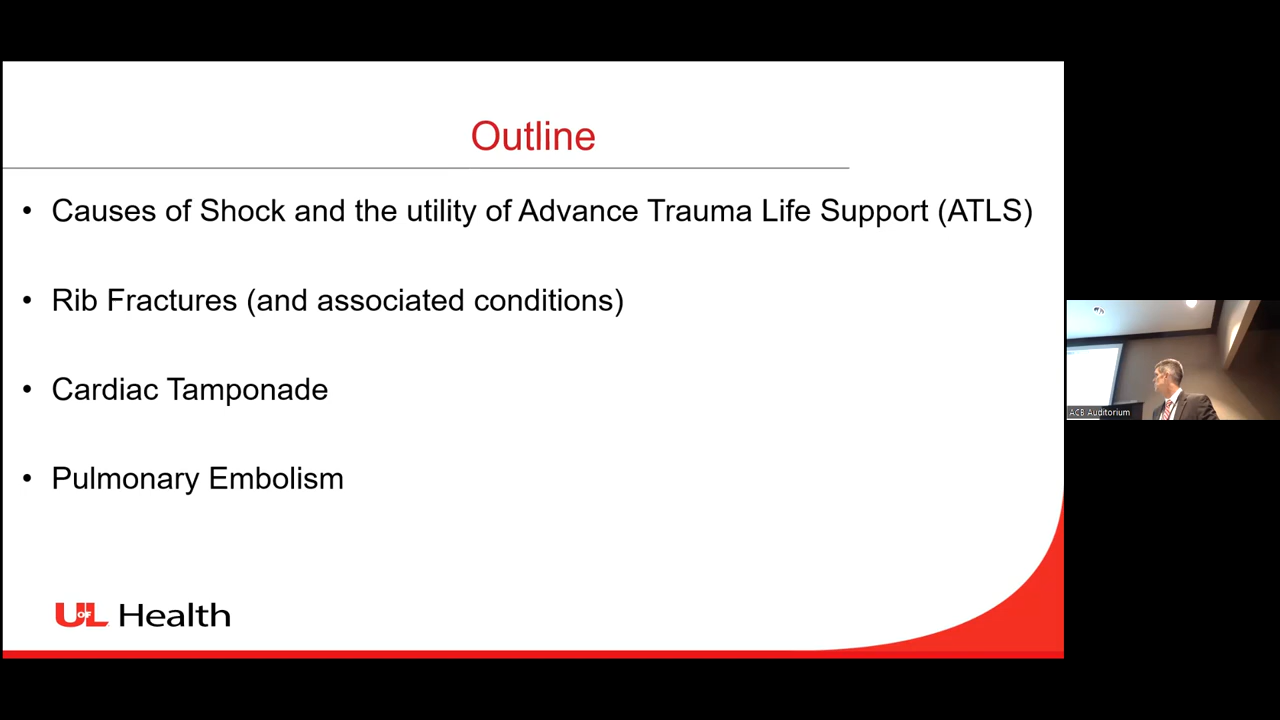 Outline
• Causes of Shock and the utility of Advance Trauma Life Support (ATLS)
• Rib Fractures (and associated conditions)
• Cardiac Tamponade
• Pulmonary Embolism
UOFL Health
ACB Auditorium